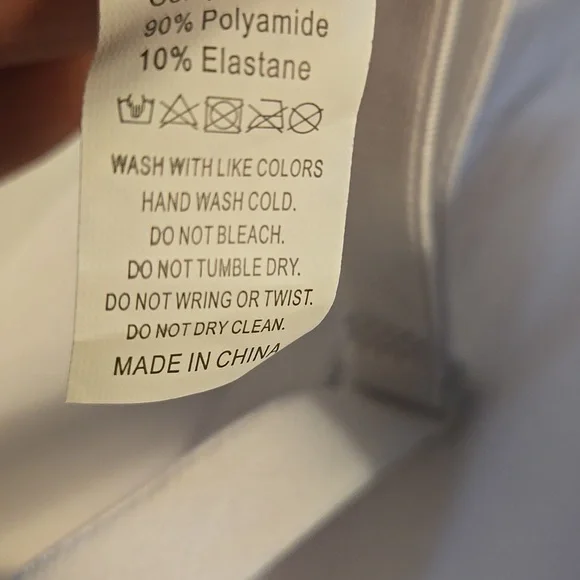 90% Polyamide
10% Elastane
WASH WITH LIKE COLORS
HAND WASH COLD.
DO NOT BLEACH.
DO NOT TUMBLE DRY.
DO NOT WRING OR TWIST.
DO NOT DRY CLEAN.
MADE IN CHINA